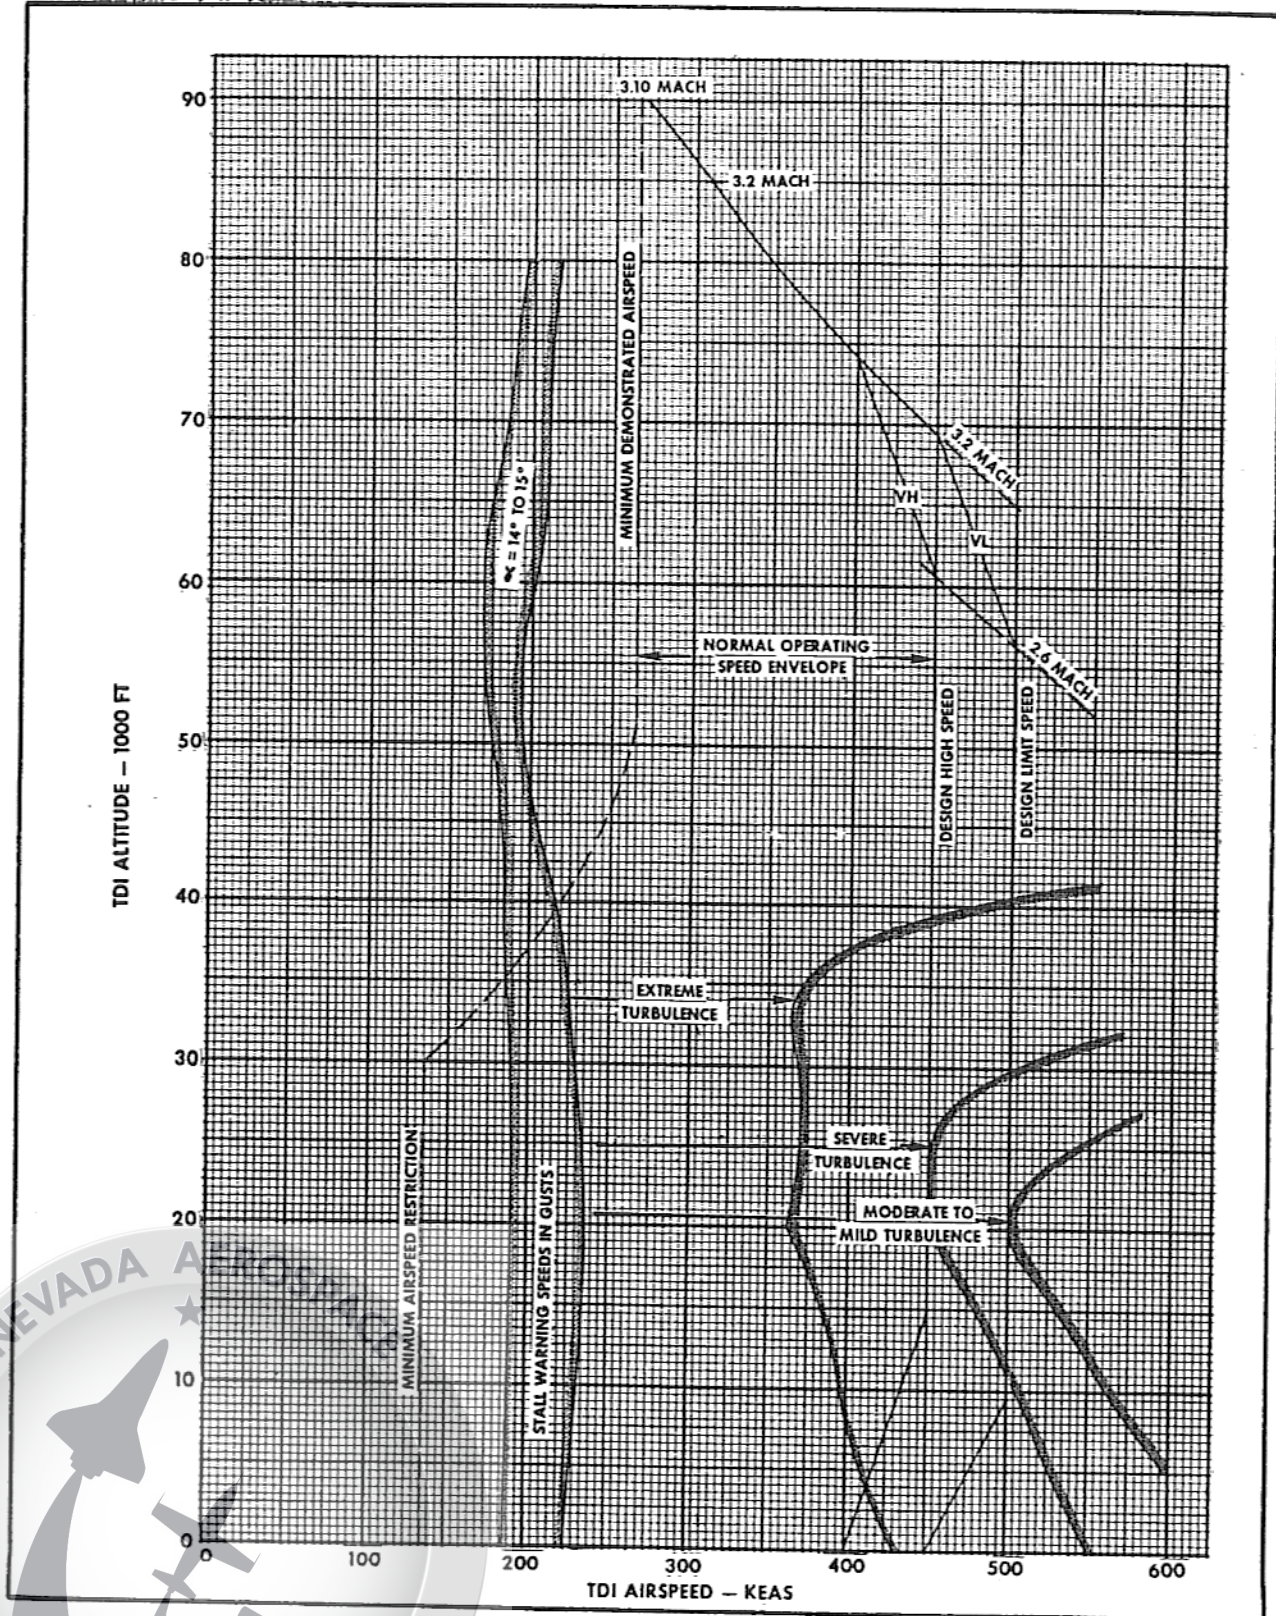 3.10 MACH
90
3.2 MACH
80
MINIMUM DEMONSTRATED AIRSPEED
70
3.2 MACH
∝ = 14° TO 15°
VH
VL
60
NORMAL OPERATING
SPEED ENVELOPE
2.6 MACH
DESIGN HIGH SPEED
DESIGN LIMIT SPEED
TDI ALTITUDE — 1000 FT
50
40
EXTREME
TURBULENCE
30
SEVERE
TURBULENCE
MINIMUM AIRSPEED RESTRICTION
STALL WARNING SPEEDS IN GUSTS
20
MODERATE TO
MILD TURBULENCE
NEVADA AEROSPACE
10
0
0 100 200 300 400 500 600
TDI AIRSPEED — KEAS